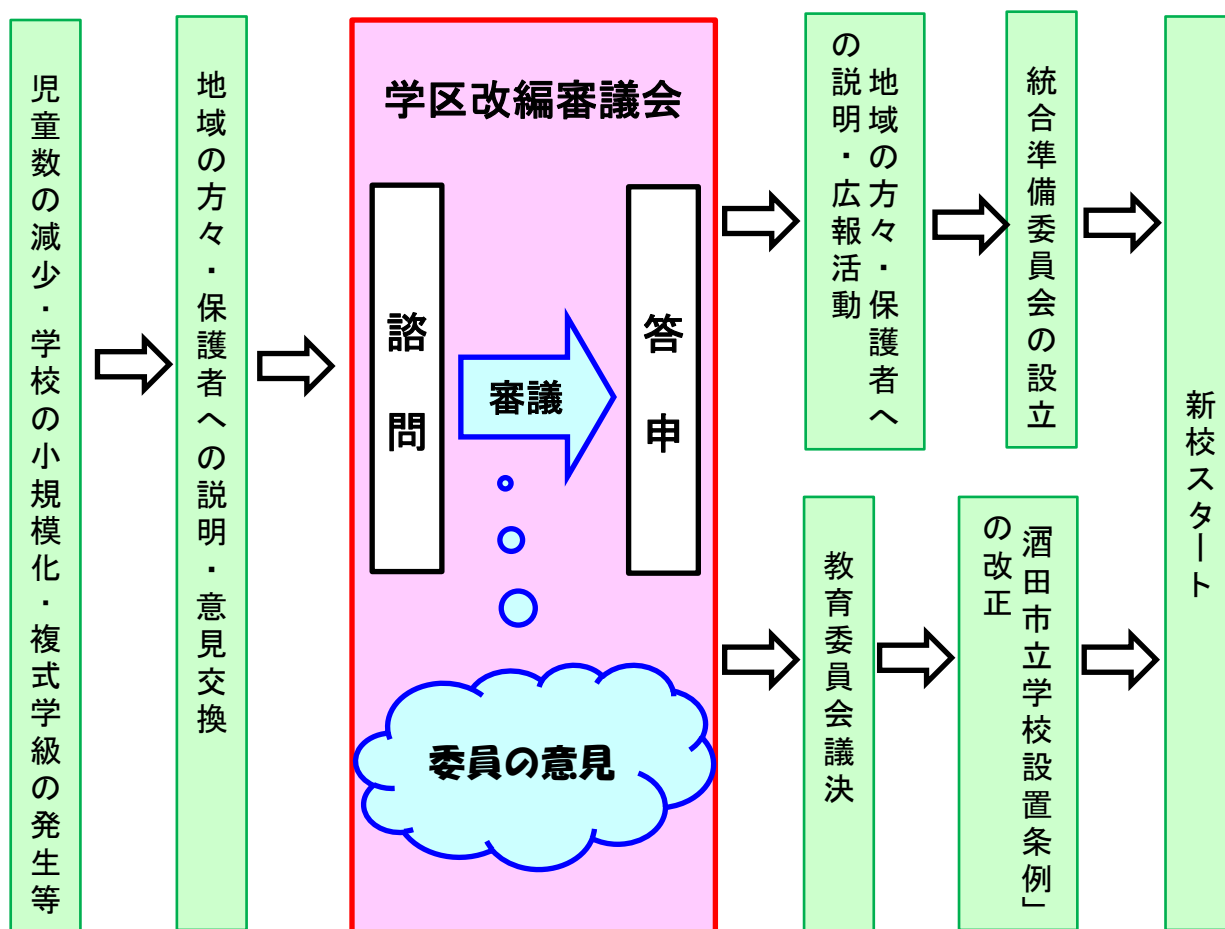 児童数の減少・学校の小規模化・複式学級の発生等
地域の方々・保護者への説明・意見交換
学区改編審議会
諮問
審議
答申
委員の意見
地域の方々・保護者へ
の説明・広報活動
統合準備委員会の設立
教育委員会議決
「酒田市立学校設置条例」
の改正
新校スタート